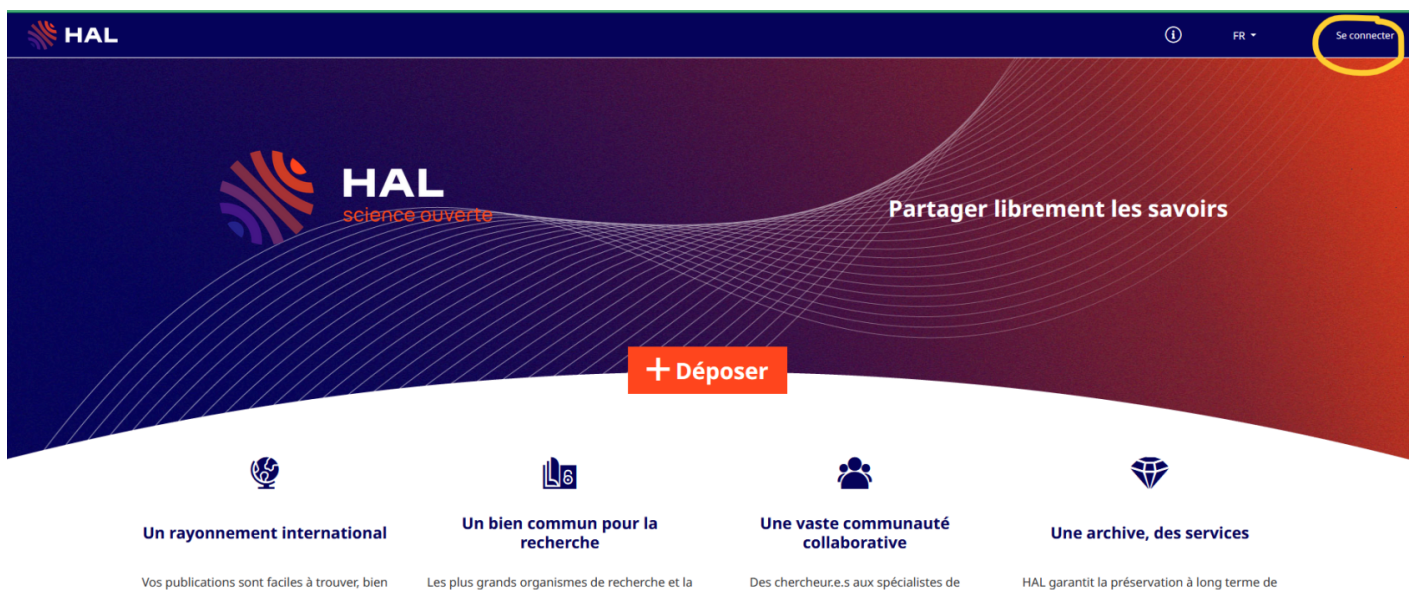 HAL
FR
Se connecter
HAL
science ouverte
Partager librement les savoirs
+ Déposer
Un rayonnement international
Un bien commun pour la
recherche
Une vaste communauté
collaborative
Une archive, des services
Vos publications sont faciles à trouver, bien
Les plus grands organismes de recherche et la
Des chercheur.e.s aux spécialistes de
HAL garantit la préservation à long terme de